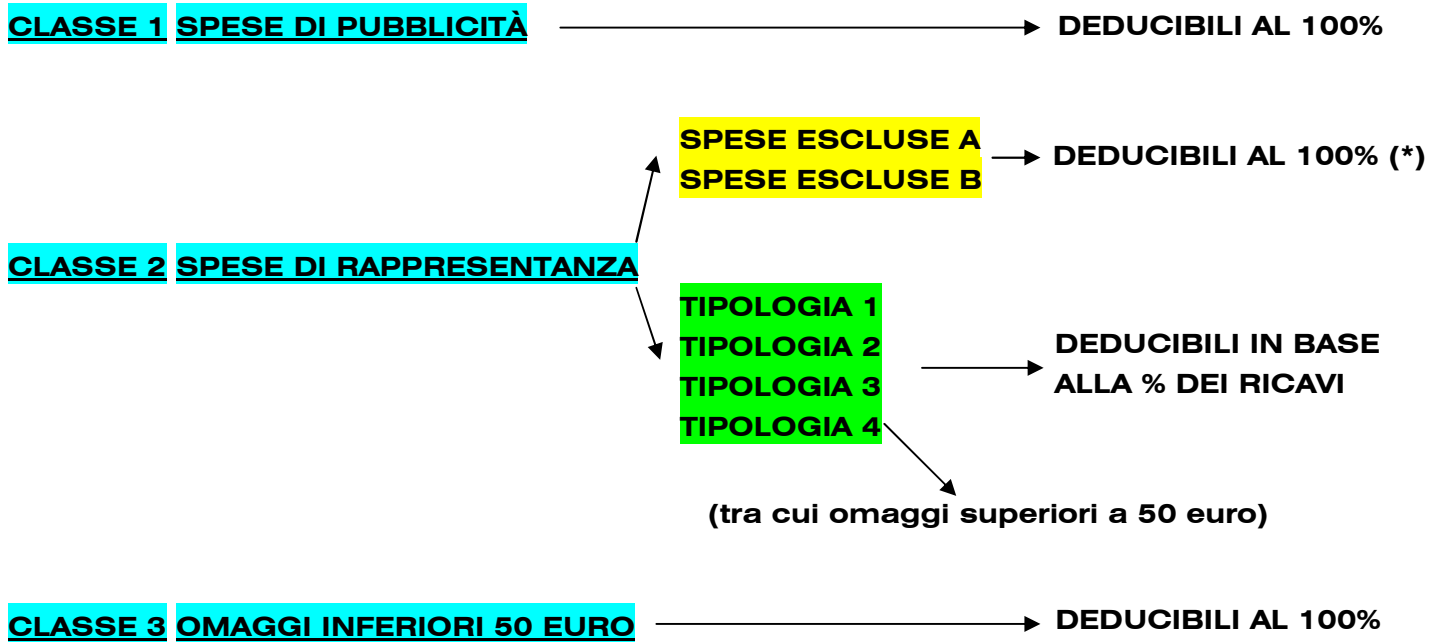 CLASSE 1 SPESE DI PUBBLICITÀ DEDUCIBILI AL 100%
SPESE ESCLUSE A
SPESE ESCLUSE B
DEDUCIBILI AL 100% (*)
CLASSE 2 SPESE DI RAPPRESENTANZA
TIPOLOGIA 1
TIPOLOGIA 2
TIPOLOGIA 3
TIPOLOGIA 4
DEDUCIBILI IN BASE
ALLA % DEI RICAVI
(tra cui omaggi superiori a 50 euro)
CLASSE 3 OMAGGI INFERIORI 50 EURO DEDUCIBILI AL 100%